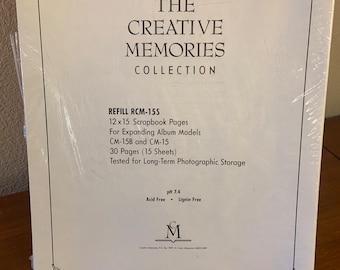 THE
CREATIVE
MEMORIES
COLLECTION
REFILL RCM-15S
12 x 15 Scrapbook Pages
For Expanding Album Models
CM-15B and CM-15
30 Pages (15 Sheets)
Tested for Long-Term Photographic Storage
pH 7.4
Acid Free • Lignin Free
CM